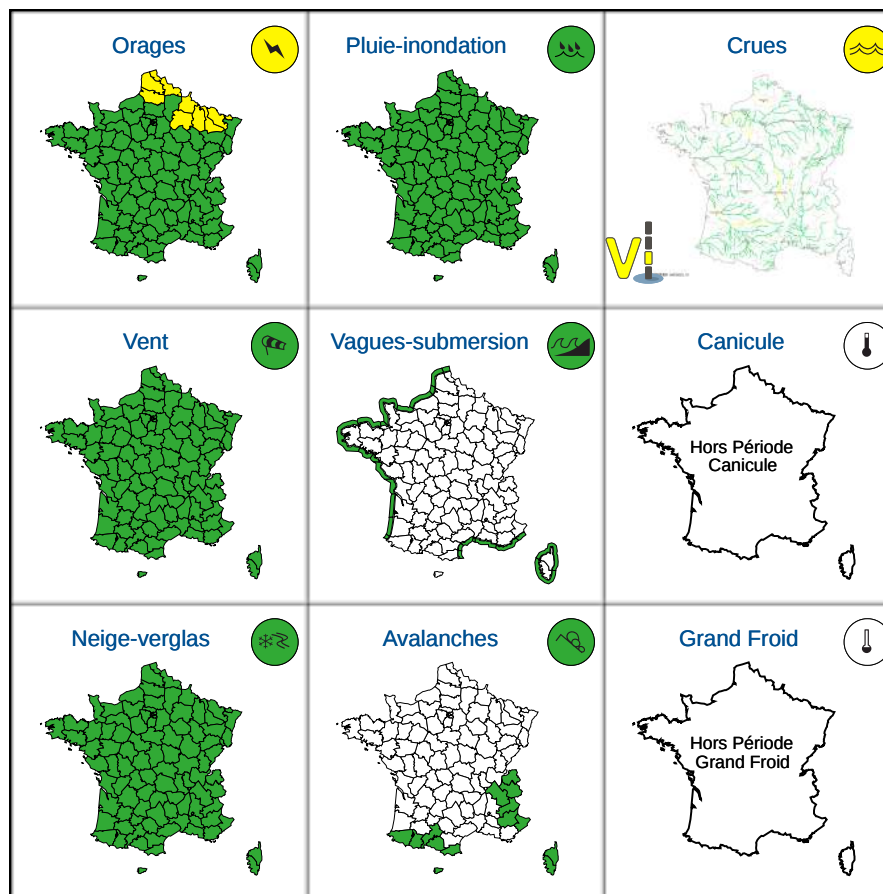 Orages
Pluie-inondation
Crues
Vent
Vagues-submersion
Canicule
Hors Période
Canicule
Neige-verglas
Avalanches
Grand Froid
Hors Période
Grand Froid